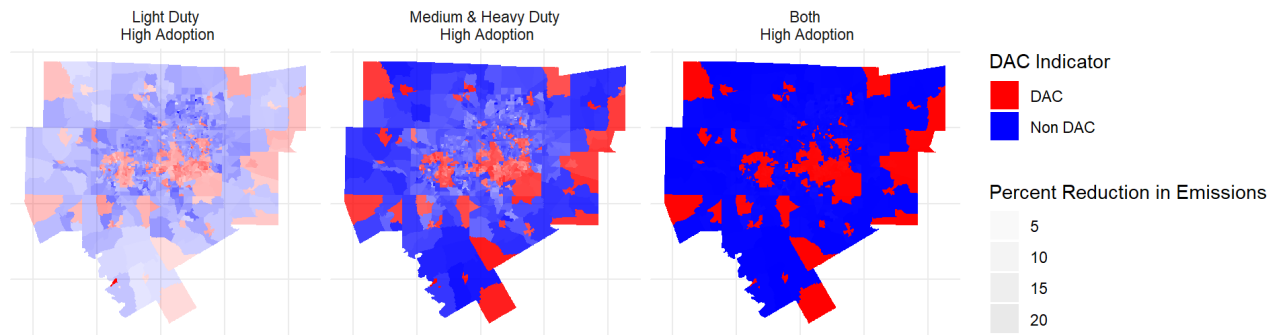 Light Duty
High Adoption
Medium & Heavy Duty
High Adoption
Both
High Adoption
DAC Indicator
DAC
Non DAC
Percent Reduction in Emissions
5
10
15
20